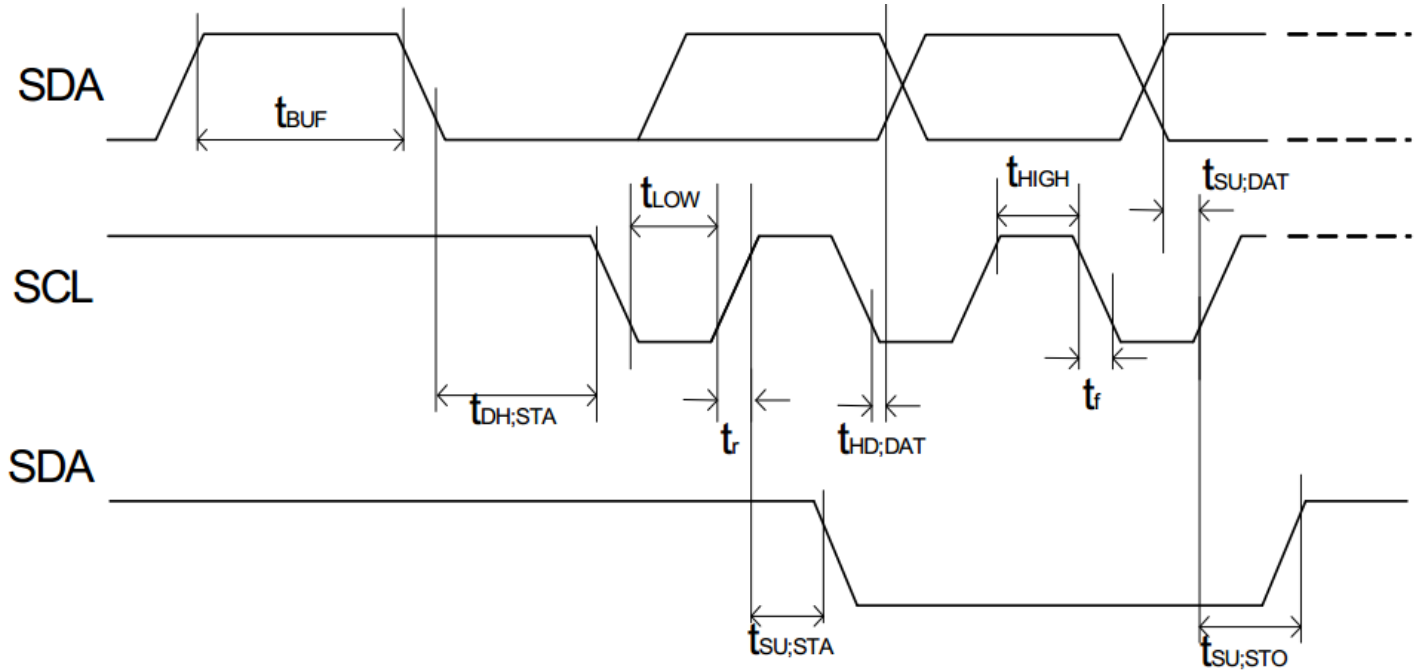 SDA
tBUF
tLOW
tHIGH
tSU;DAT
SCL
tDH;STA
tr
tHD;DAT
tf
SDA
tSU;STA
tSU;STO